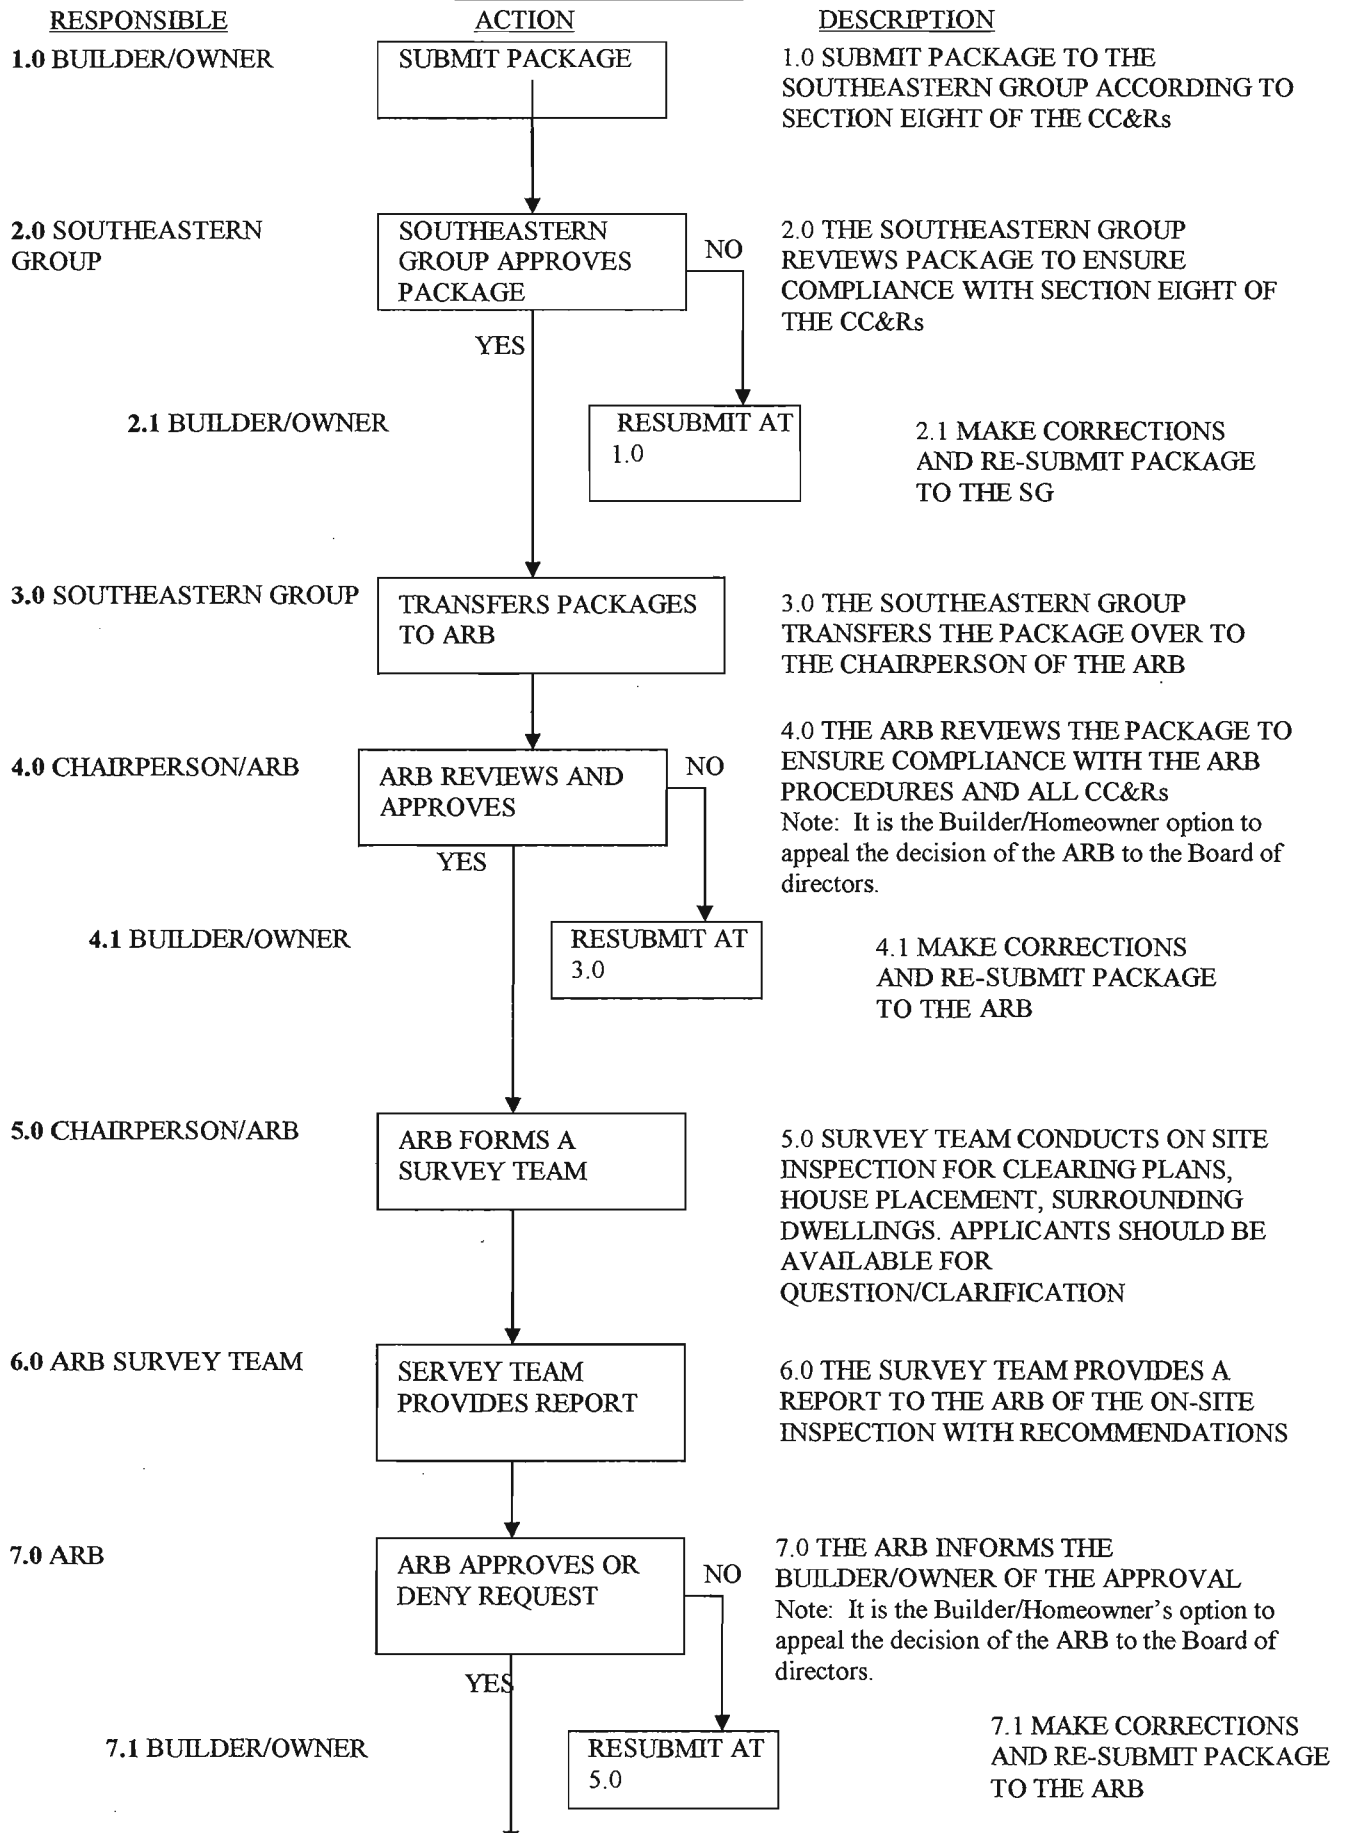 RESPONSIBLE ACTION DESCRIPTION
1.0 BUILDER/OWNER
SUBMIT PACKAGE
1.0 SUBMIT PACKAGE TO THE
SOUTHEASTERN GROUP ACCORDING TO
SECTION EIGHT OF THE CC&Rs
2.0 SOUTHEASTERN
GROUP
SOUTHEASTERN
GROUP APPROVES
PACKAGE
NO
YES
2.0 THE SOUTHEASTERN GROUP
REVIEWS PACKAGE TO ENSURE
COMPLIANCE WITH SECTION EIGHT OF
THE CC&Rs
2.1 BUILDER/OWNER
RESUBMIT AT
1.0
2.1 MAKE CORRECTIONS
AND RE-SUBMIT PACKAGE
TO THE SG
3.0 SOUTHEASTERN GROUP
TRANSFERS PACKAGES
TO ARB
3.0 THE SOUTHEASTERN GROUP
TRANSFERS THE PACKAGE OVER TO
THE CHAIRPERSON OF THE ARB
4.0 CHAIRPERSON/ARB
ARB REVIEWS AND
APPROVES
NO
YES
4.0 THE ARB REVIEWS THE PACKAGE TO
ENSURE COMPLIANCE WITH THE ARB
PROCEDURES AND ALL CC&Rs
Note: It is the Builder/Homeowner option to
appeal the decision of the ARB to the Board of
directors.
4.1 BUILDER/OWNER
RESUBMIT AT
3.0
4.1 MAKE CORRECTIONS
AND RE-SUBMIT PACKAGE
TO THE ARB
5.0 CHAIRPERSON/ARB
ARB FORMS A
SURVEY TEAM
5.0 SURVEY TEAM CONDUCTS ON SITE
INSPECTION FOR CLEARING PLANS,
HOUSE PLACEMENT, SURROUNDING
DWELLINGS. APPLICANTS SHOULD BE
AVAILABLE FOR
QUESTION/CLARIFICATION
6.0 ARB SURVEY TEAM
SERVEY TEAM
PROVIDES REPORT
6.0 THE SURVEY TEAM PROVIDES A
REPORT TO THE ARB OF THE ON-SITE
INSPECTION WITH RECOMMENDATIONS
7.0 ARB
ARB APPROVES OR
DENY REQUEST
NO
YES
7.0 THE ARB INFORMS THE
BUILDER/OWNER OF THE APPROVAL
Note: It is the Builder/Homeowner's option to
appeal the decision of the ARB to the Board of
directors.
7.1 BUILDER/OWNER
RESUBMIT AT
5.0
7.1 MAKE CORRECTIONS
AND RE-SUBMIT PACKAGE
TO THE ARB